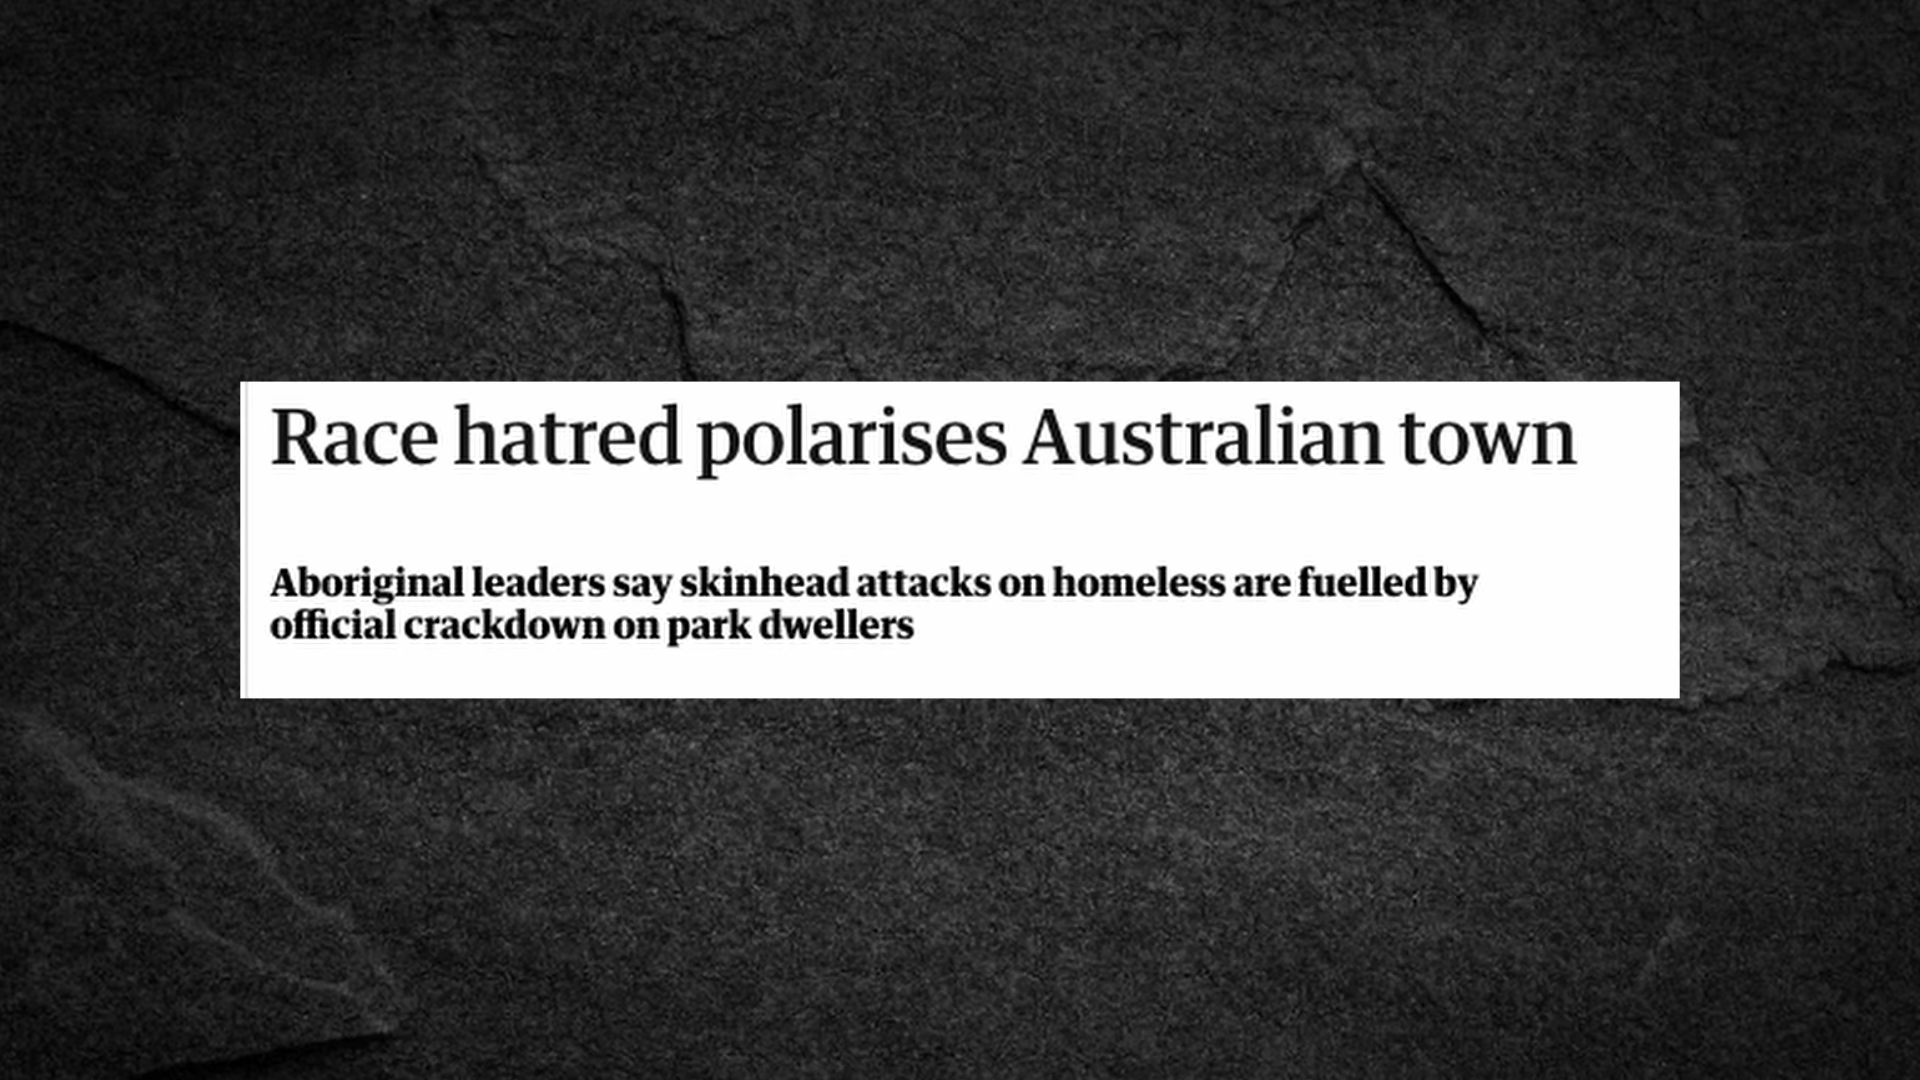 Race hatred polarises Australian town
Aboriginal leaders say skinhead attacks on homeless are fuelled by
official crackdown on park dwellers